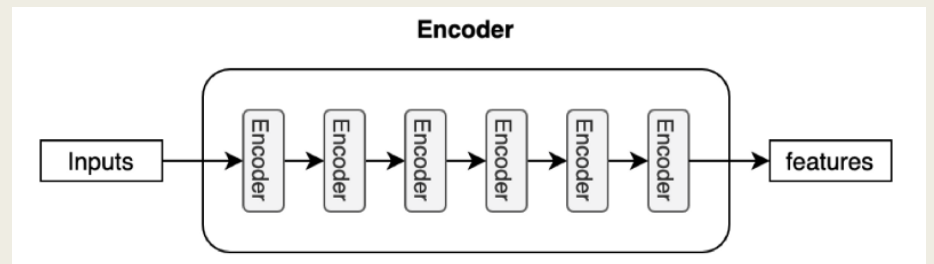 Encoder
Inputs
Encoder
Encoder
Encoder
Encoder
Encoder
Encoder
features